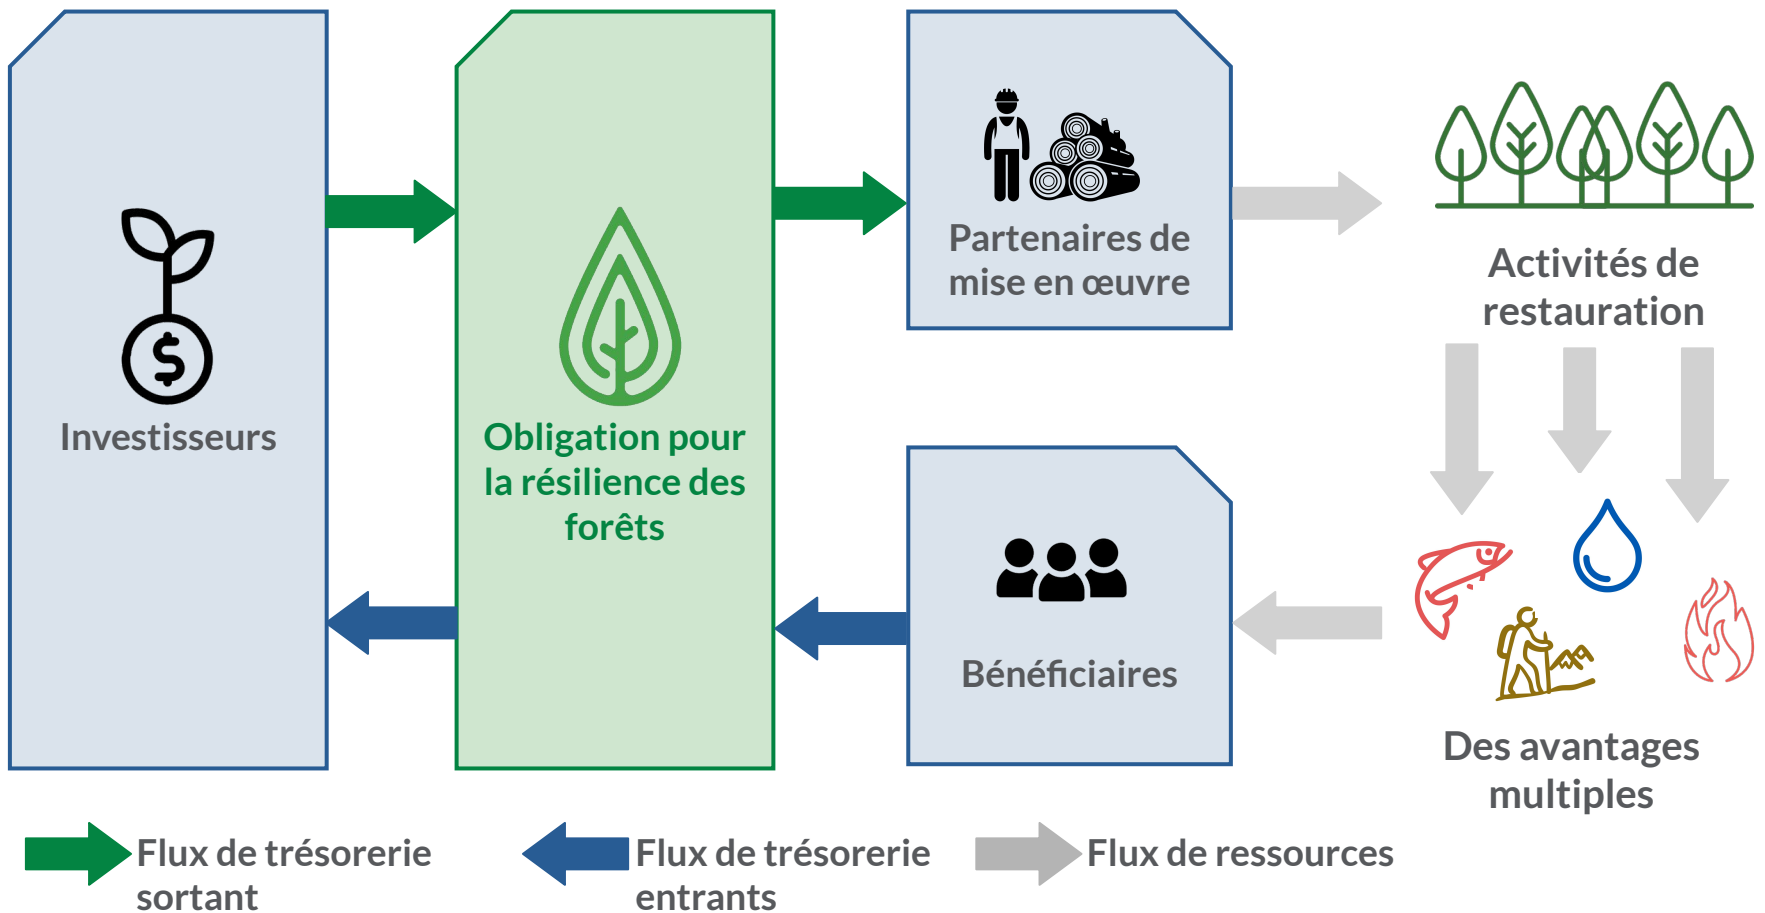 Investisseurs
Obligation pour
la résilience des
forêts
Partenaires de
mise en œuvre
Activités de
restauration
Bénéficiaires
Des avantages
multiples
Flux de trésorerie
sortant
Flux de trésorerie
entrants
Flux de ressources